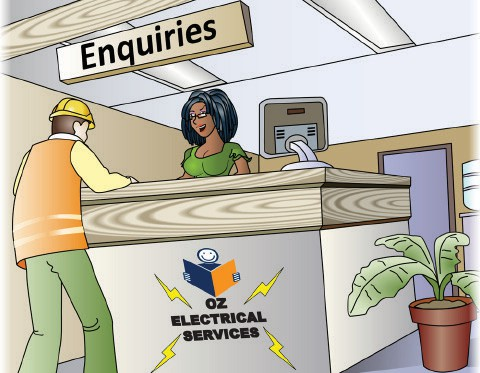 Enquiries
OZ
ELECTRICAL
SERVICES